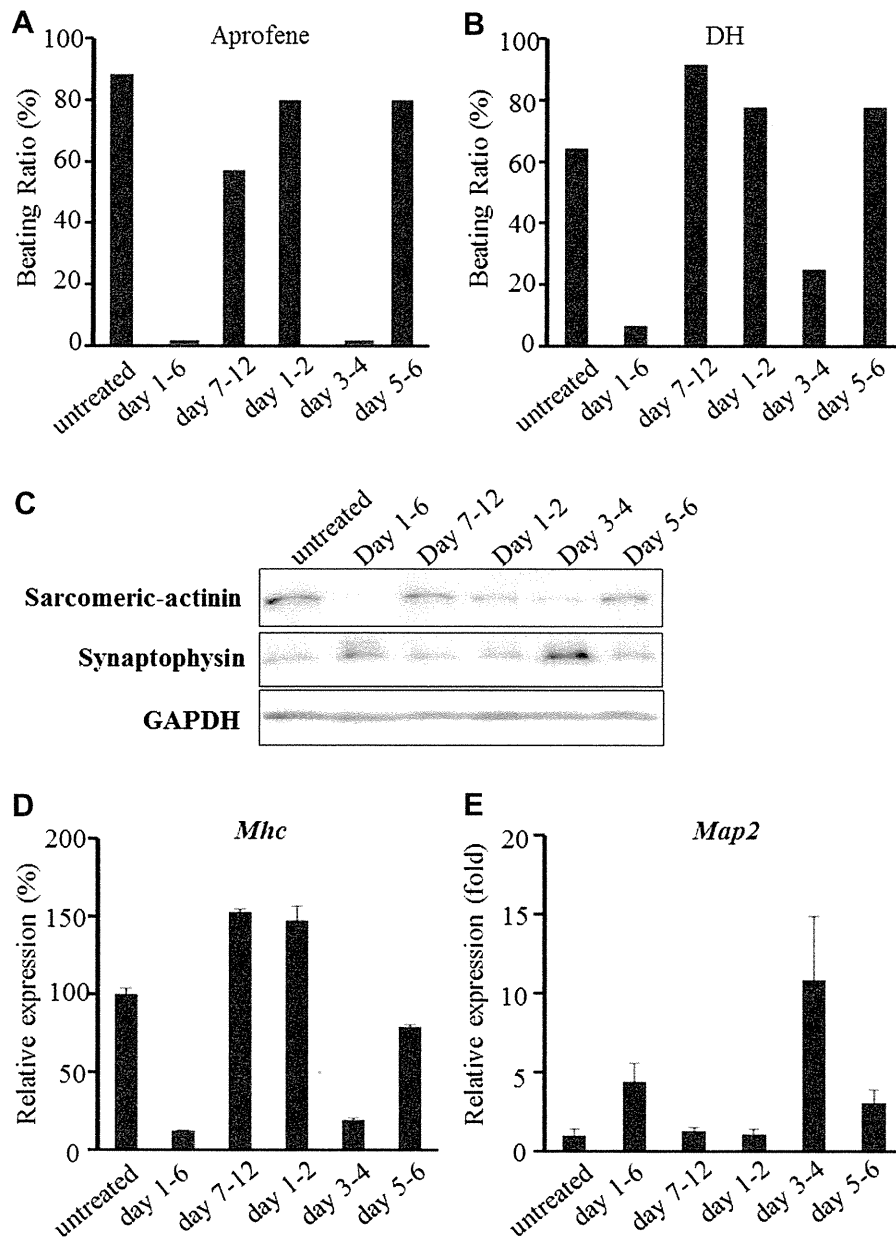 A
Aprofene
Beating Ratio (%)
100
80
60
40
20
0
untreated
day 1-6
day 7-12
day 1-2
day 3-4
day 5-6
B
DH
Beating Ratio (%)
100
80
60
40
20
0
untreated
day 1-6
day 7-12
day 1-2
day 3-4
day 5-6
C
untreated
Day 1-6
Day 7-12
Day 1-2
Day 3-4
Day 5-6
Sarcomeric-actinin
Synaptophysin
GAPDH
D
Mhc
Relative expression (%)
200
150
100
50
0
untreated
day 1-6
day 7-12
day 1-2
day 3-4
day 5-6
E
Map2
Relative expression (fold)
20
15
10
5
0
untreated
day 1-6
day 7-12
day 1-2
day 3-4
day 5-6